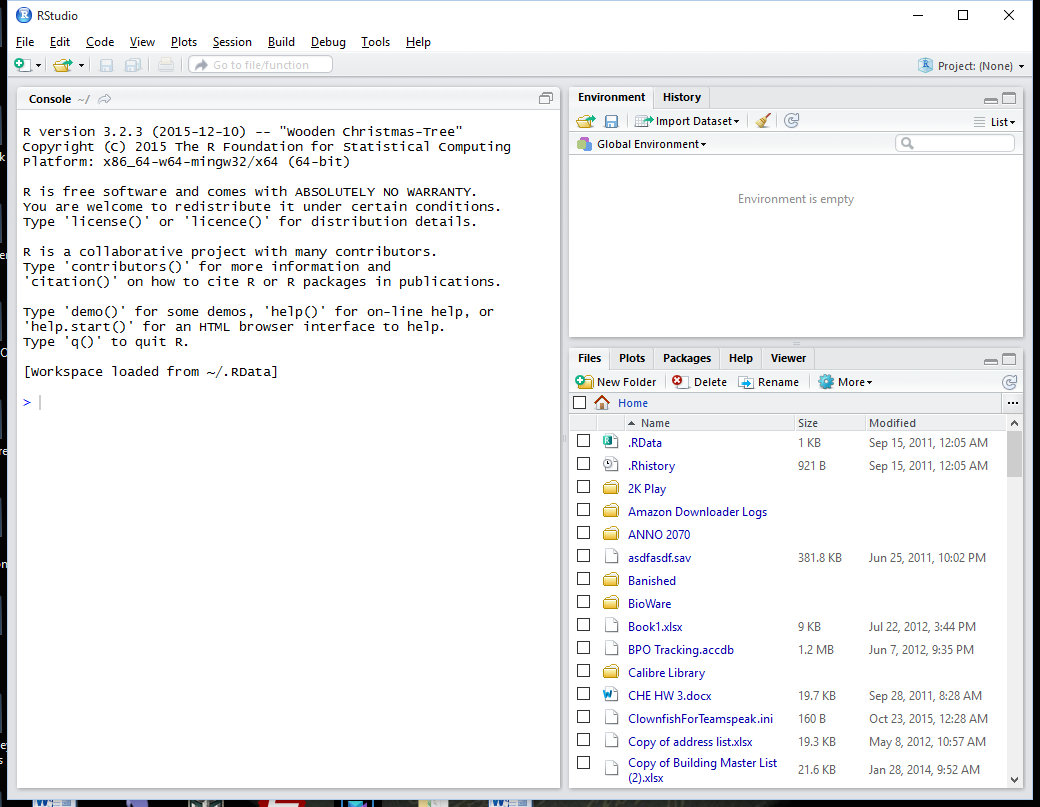 RStudio
File Edit Code View Plots Session Build Debug Tools Help
Go to file/function
Project: (None)
Console ~/
R version 3.2.3 (2015-12-10) -- "Wooden Christmas-Tree"
Copyright (C) 2015 The R Foundation for Statistical Computing
Platform: x86_64-w64-mingw32/x64 (64-bit)
R is free software and comes with ABSOLUTELY NO WARRANTY.
You are welcome to redistribute it under certain conditions.
Type 'license()' or 'licence()' for distribution details.
R is a collaborative project with many contributors.
Type 'contributors()' for more information and
'citation()' on how to cite R or R packages in publications.
Type 'demo()' for some demos, 'help()' for on-line help, or
'help.start()' for an HTML browser interface to help.
Type 'q()' to quit R.
[Workspace loaded from ~/.RData]
>
Environment History
Import Dataset List
Global Environment
Environment is empty
Files Plots Packages Help Viewer
New Folder Delete Rename More
Home ...
Name Size Modified
.RData 1 KB Sep 15, 2011, 12:05 AM
.Rhistory 921 B Sep 15, 2011, 12:05 AM
2K Play
Amazon Downloader Logs
ANNO 2070
asdfasdf.sav 381.8 KB Jun 25, 2011, 10:02 PM
Banished
BioWare
Book1.xlsx 9 KB Jul 22, 2012, 3:44 PM
BPO Tracking.accdb 1.2 MB Jun 7, 2012, 9:35 PM
Calibre Library
CHE HW 3.docx 19.7 KB Sep 28, 2011, 8:28 AM
ClownfishForTeamspeak.ini 160 B Oct 23, 2015, 12:28 AM
Copy of address list.xlsx 19.3 KB May 8, 2012, 10:57 AM
Copy of Building Master List
(2).xlsx 21.6 KB Jan 28, 2014, 9:52 AM